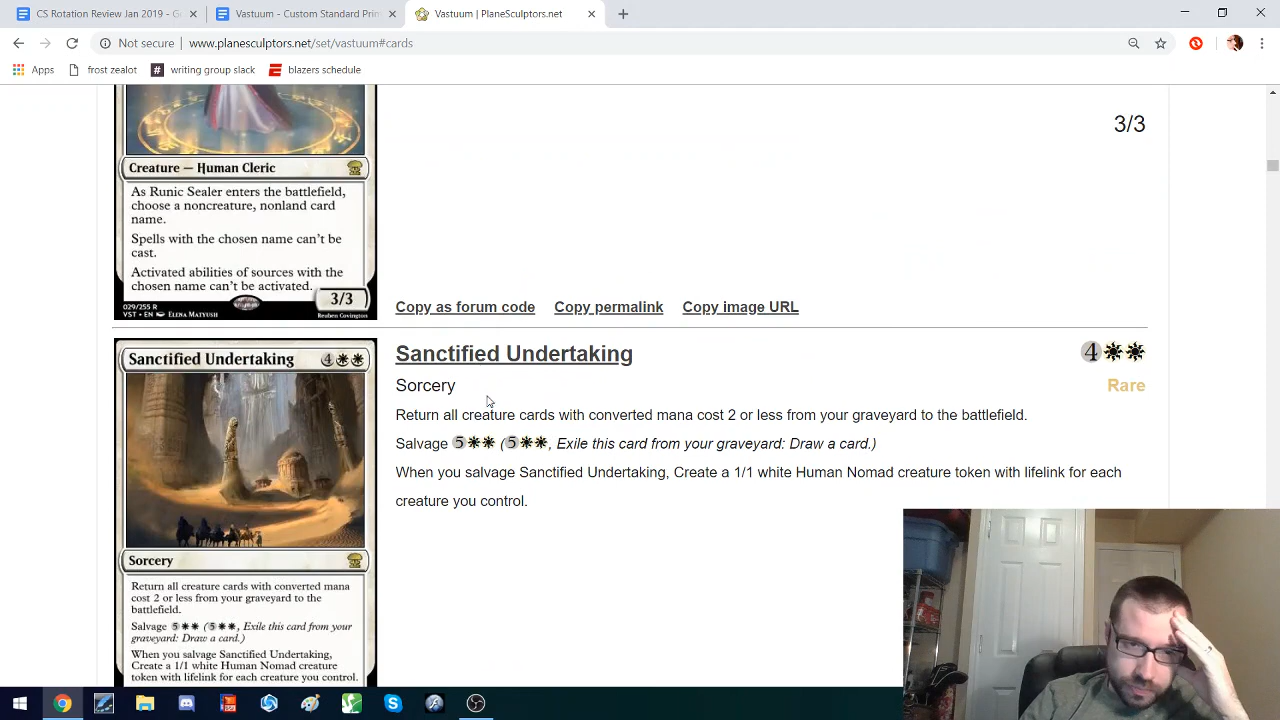 CS Rotation Review Jan 2019 - G
Vastuum - Custom Standard Prin
Vastuum | PlaneSculptors.net
Not secure
www.planesculptors.net/set/vastuum#cards
Apps
frost zealot
writing group slack
blazers schedule
3/3
Creature — Human Cleric
As Runic Sealer enters the battlefield,
choose a noncreature, nonland card
name.
Spells with the chosen name can't be
cast.
Activated abilities of sources with the
chosen name can't be activated.
3/3
029/255 R
VST • EN Elena Matyush
Reuben Covington
Copy as forum code
Copy permalink
Copy image URL
Sanctified Undertaking 4
Sanctified Undertaking
4
Sorcery
Rare
Return all creature cards with converted mana cost 2 or less from your graveyard to the battlefield.
Salvage 5 (5, Exile this card from your graveyard: Draw a card.)
When you salvage Sanctified Undertaking, Create a 1/1 white Human Nomad creature token with lifelink for each
creature you control.
Sorcery
Return all creature cards with converted mana
cost 2 or less from your graveyard to the
battlefield.
Salvage 5 (5, Exile this card from your
graveyard: Draw a card.)
When you salvage Sanctified Undertaking,
Create a 1/1 white Human Nomad creature
token with lifelink for each creature you control.